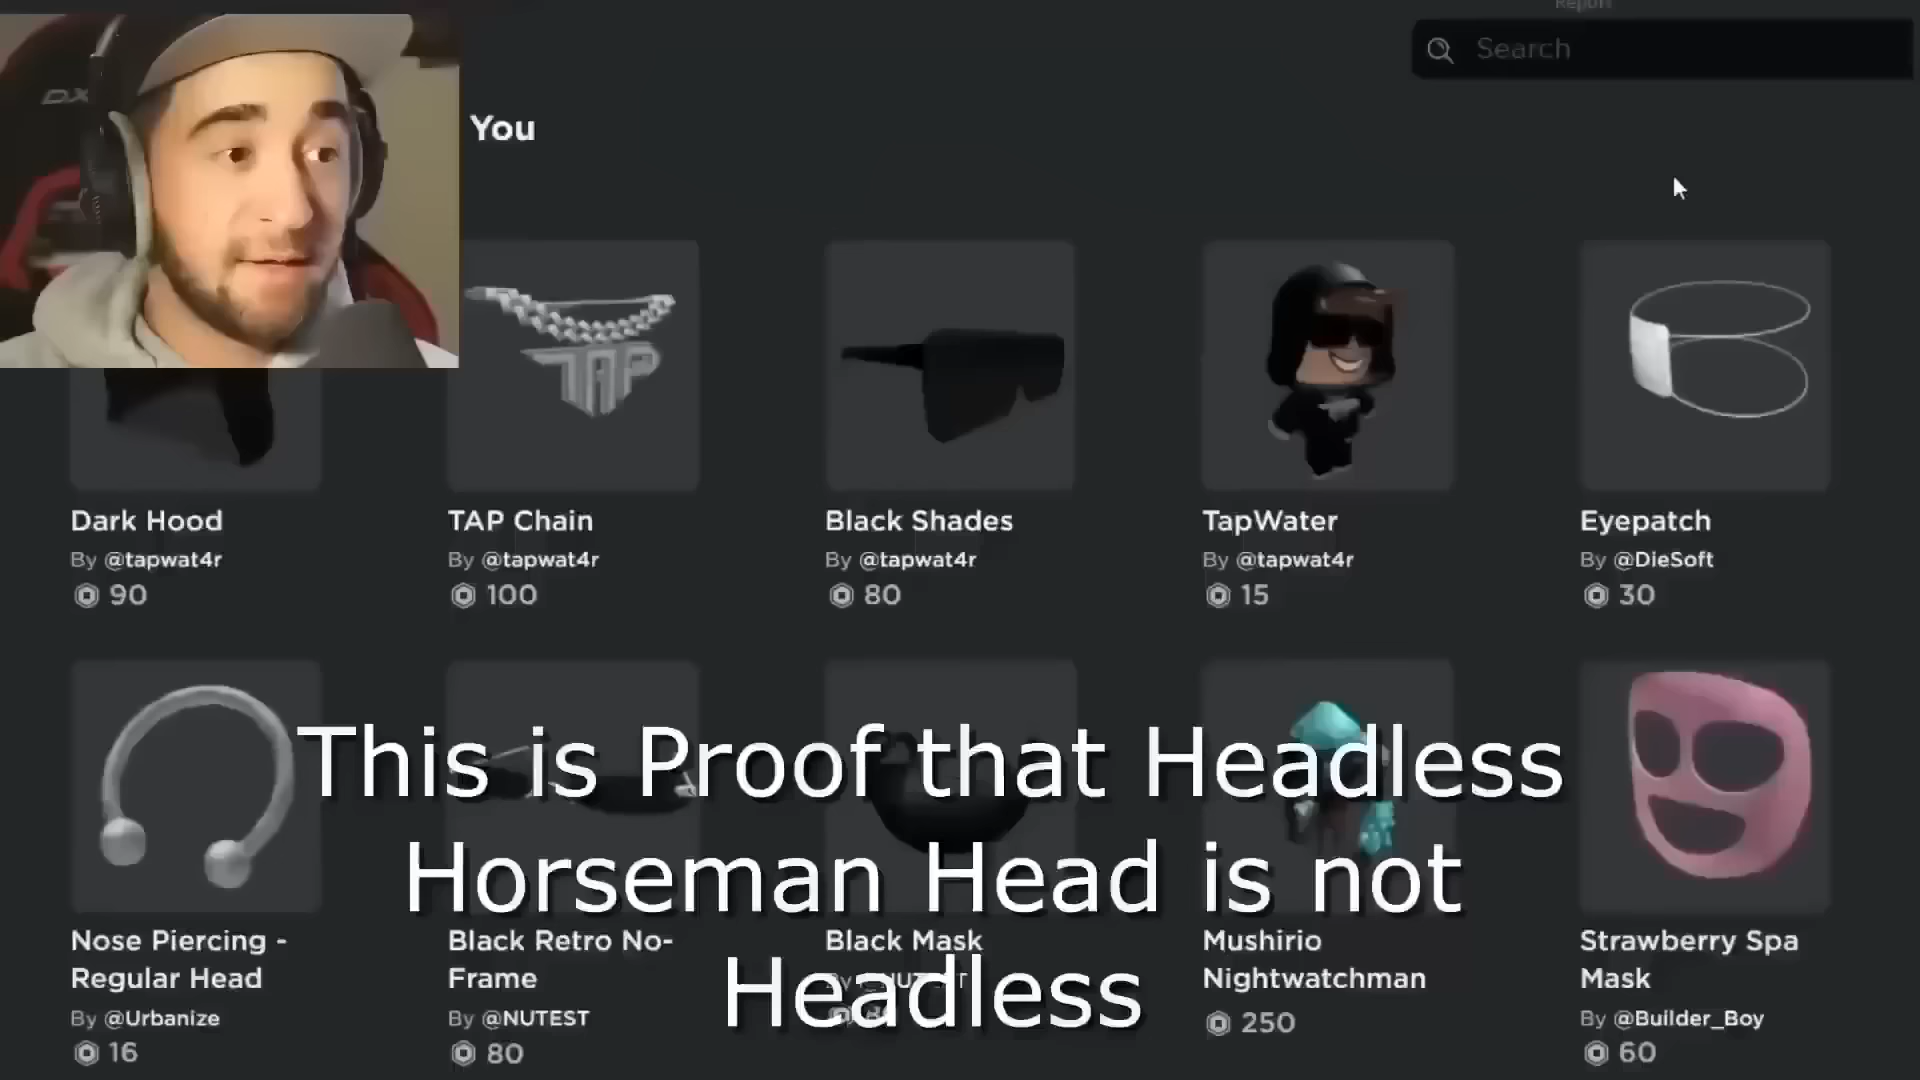 Report
Search
You
DX
TAP
Dark Hood
By @tapwat4r
90
TAP Chain
By @tapwat4r
100
Black Shades
By @tapwat4r
80
TapWater
By @tapwat4r
15
Eyepatch
By @DieSoft
30
This is Proof that Headless
Horseman Head is not
Headless
Nose Piercing -
Regular Head
By @Urbanize
16
Black Retro No-
Frame
By @NUTEST
80
Black Mask
Mushirio
Nightwatchman
250
Strawberry Spa
Mask
By @Builder_Boy
60